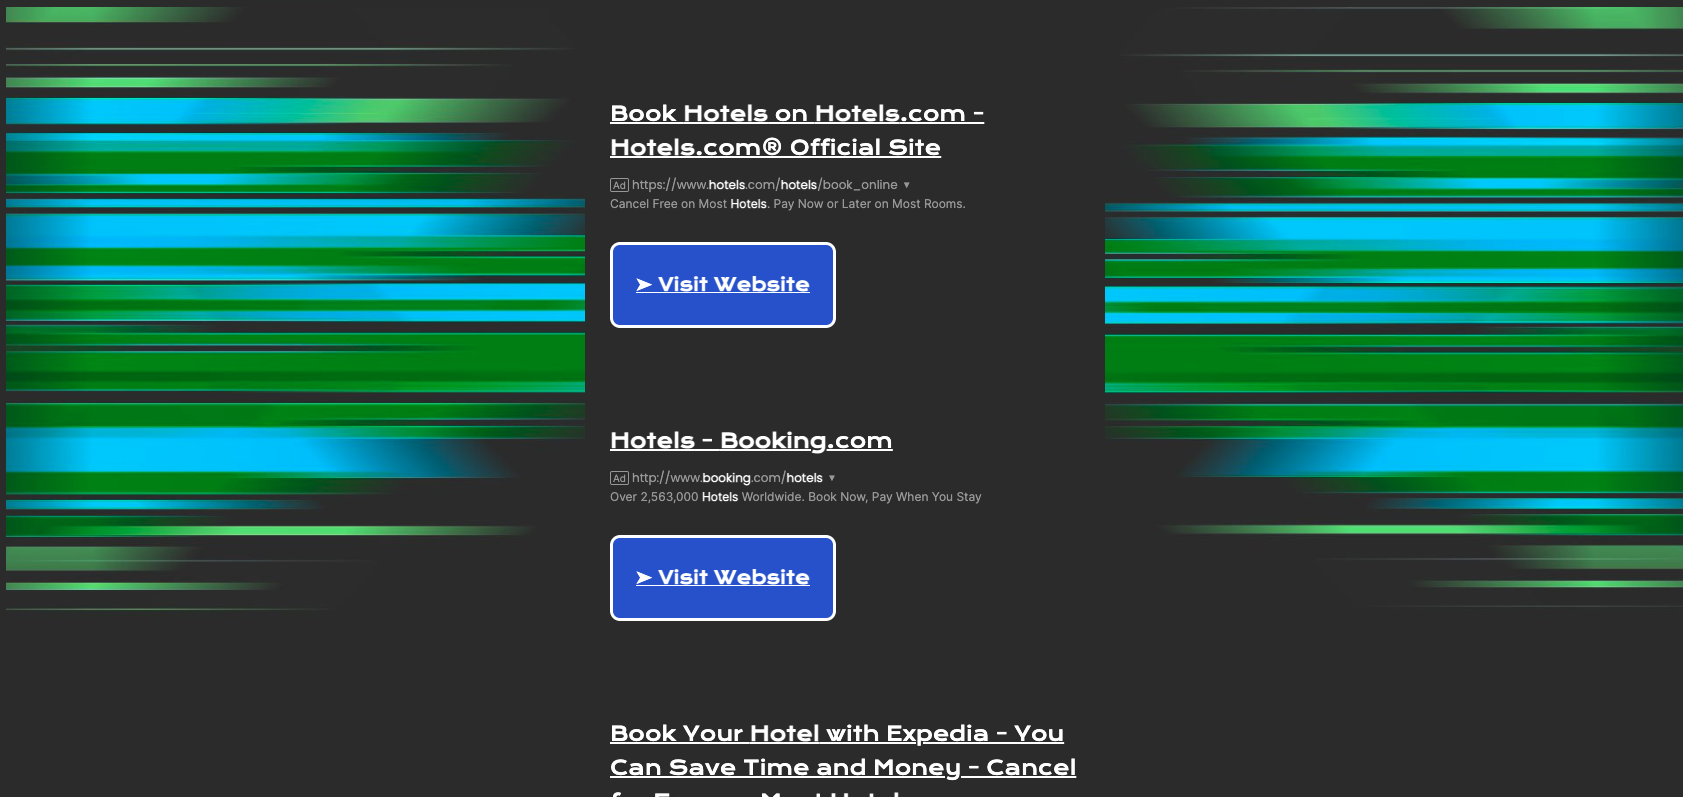 Book Hotels on Hotels.com -
Hotels.com® Official Site
Ad https://www.hotels.com/hotels/book_online ▼
Cancel Free on Most Hotels. Pay Now or Later on Most Rooms.
➤ Visit Website
Hotels - Booking.com
Ad http://www.booking.com/hotels ▼
Over 2,563,000 Hotels Worldwide. Book Now, Pay When You Stay
➤ Visit Website
Book Your Hotel with Expedia - You
Can Save Time and Money - Cancel